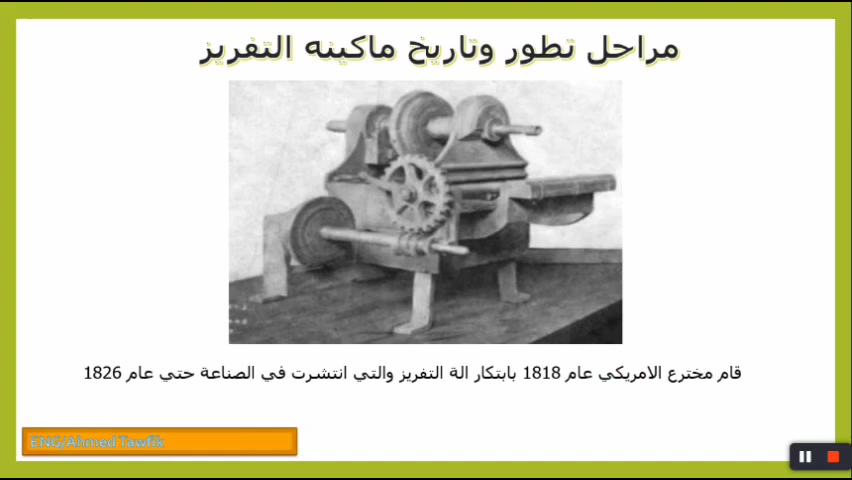 مراحل تطور وتاريخ ماكينه التفريز
قام مخترع الامريكي عام 1818 بابتكار الة التفريز والتي انتشرت في الصناعة حتي عام 1826
ENG/Ahmed Tawfik